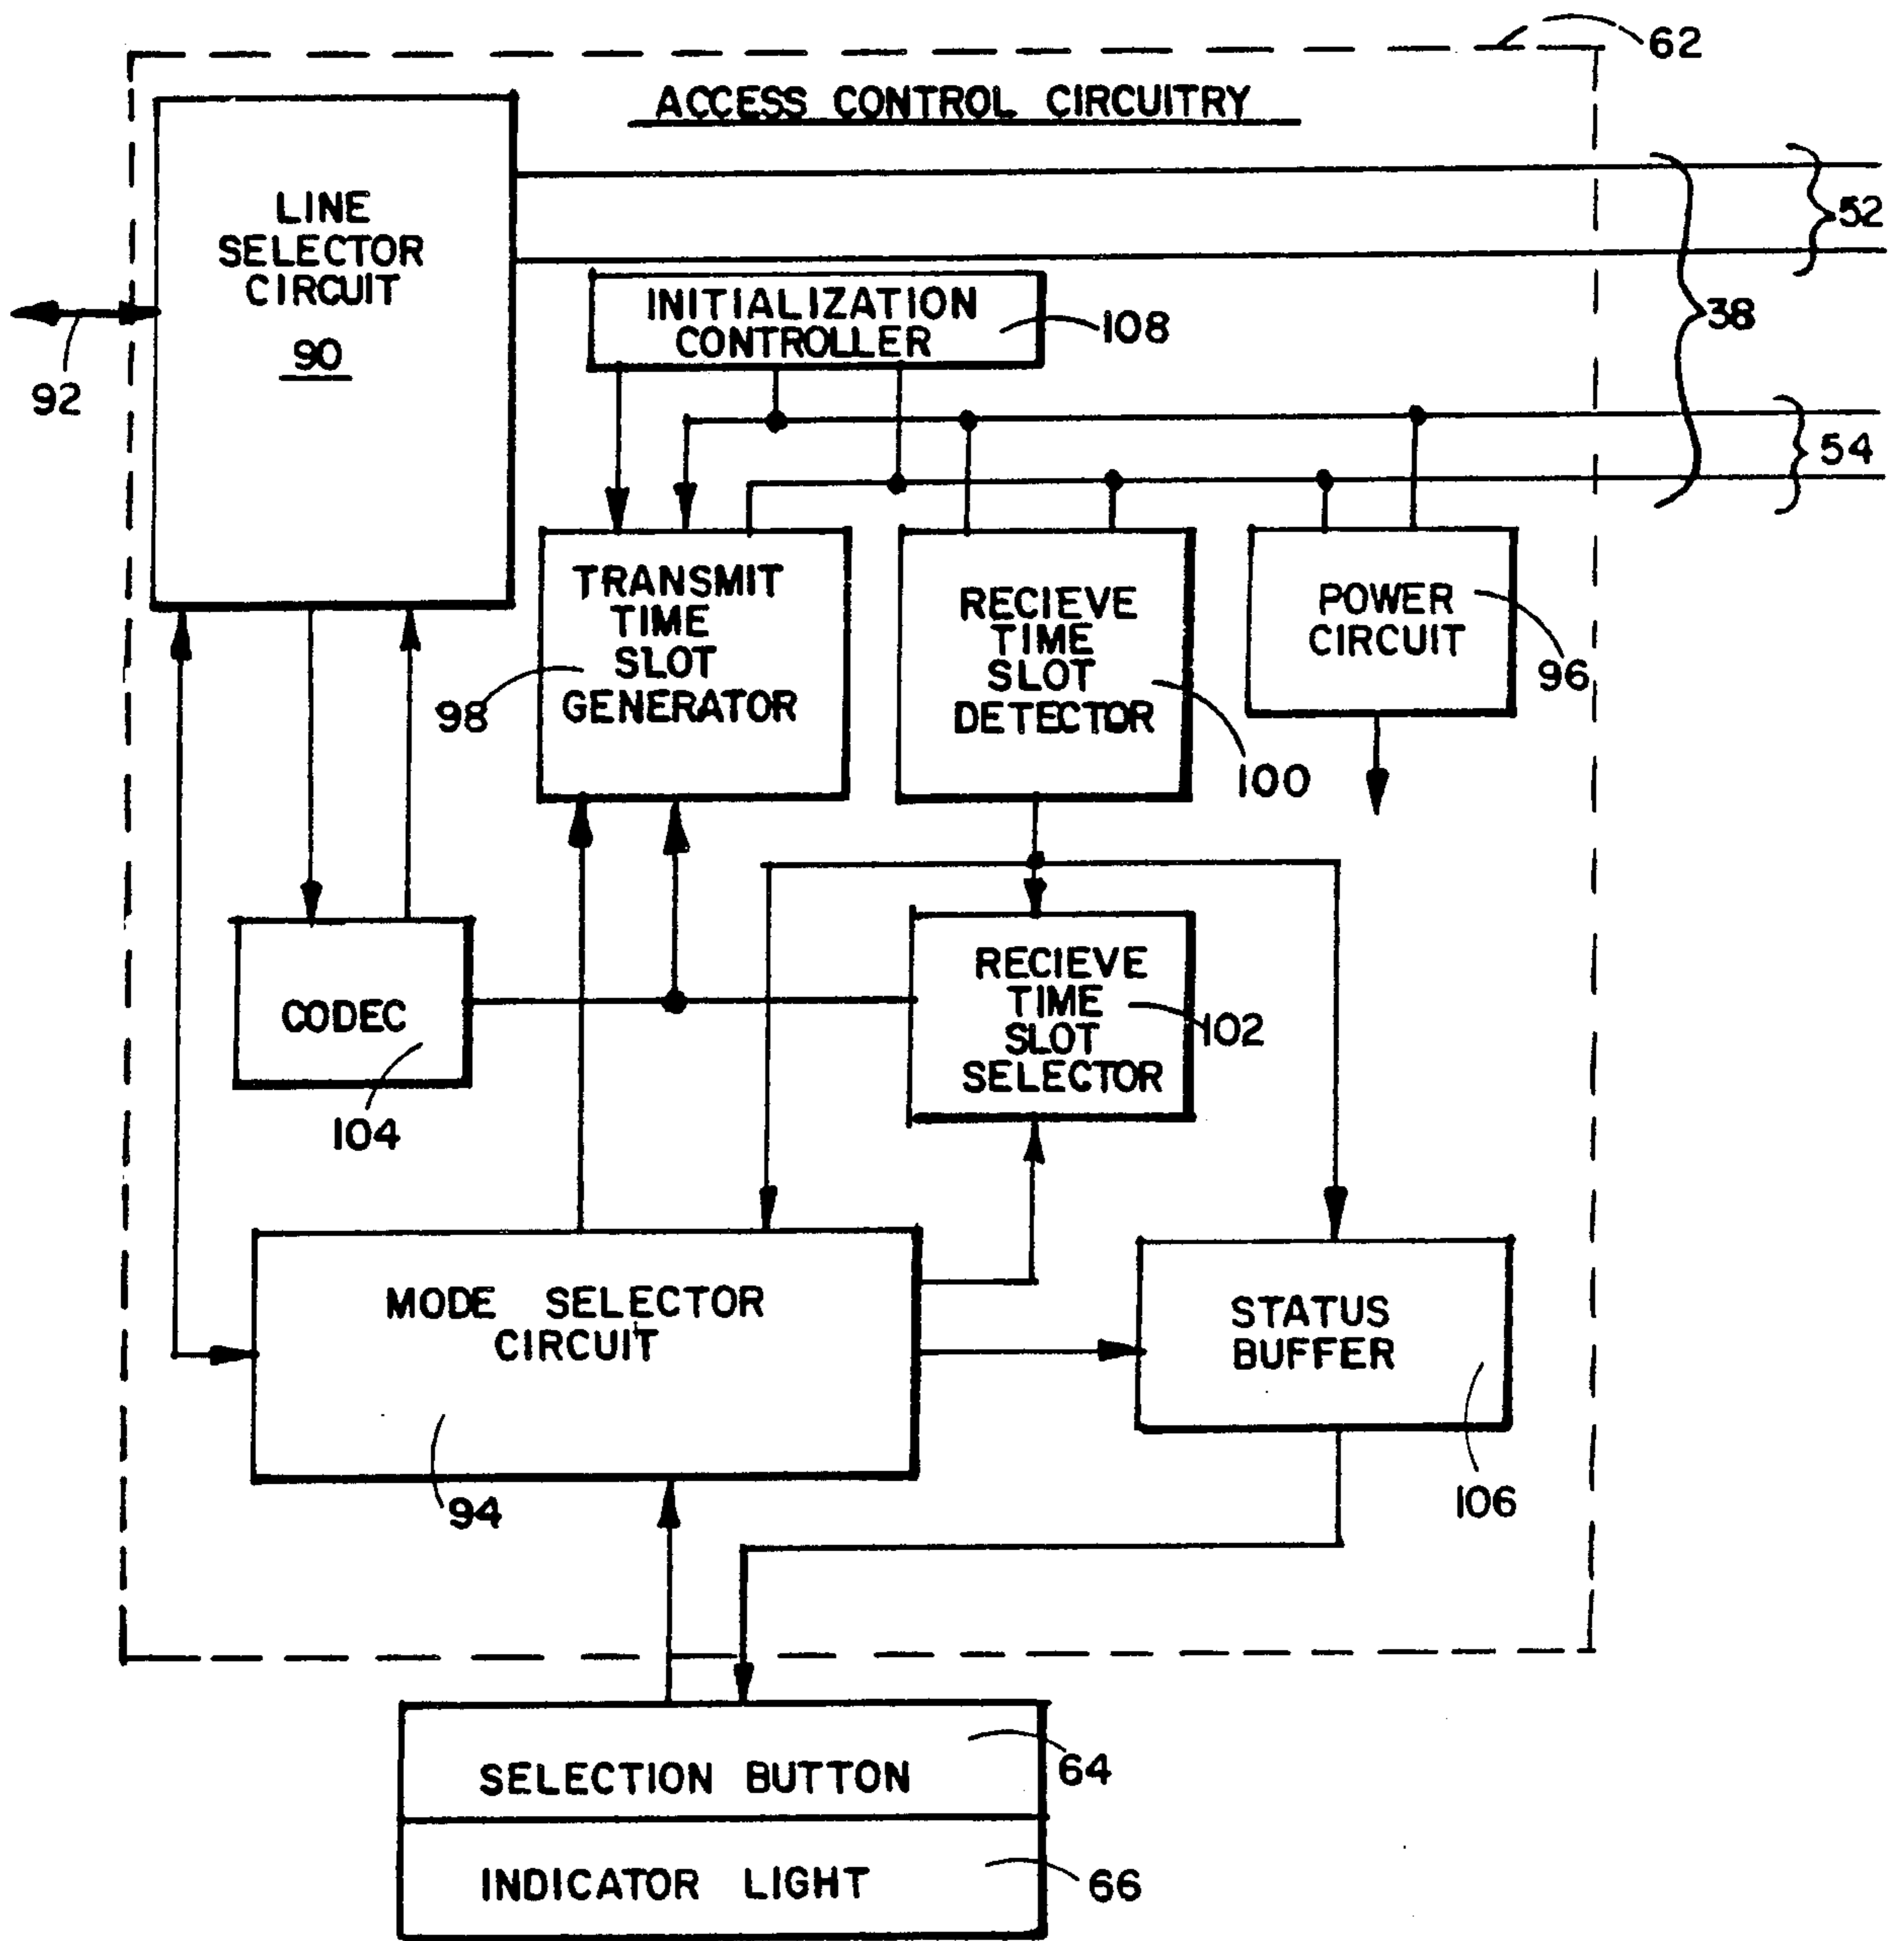 62
ACCESS CONTROL CIRCUITRY
LINE
SELECTOR
CIRCUIT
90
92
52
38
54
INITIALIZATION
CONTROLLER
108
TRANSMIT
TIME
SLOT
GENERATOR
98
RECIEVE
TIME
SLOT
DETECTOR
100
POWER
CIRCUIT
96
CODEC
104
RECIEVE
TIME
SLOT
SELECTOR
102
MODE SELECTOR
CIRCUIT
94
STATUS
BUFFER
106
SELECTION BUTTON
64
INDICATOR LIGHT
66